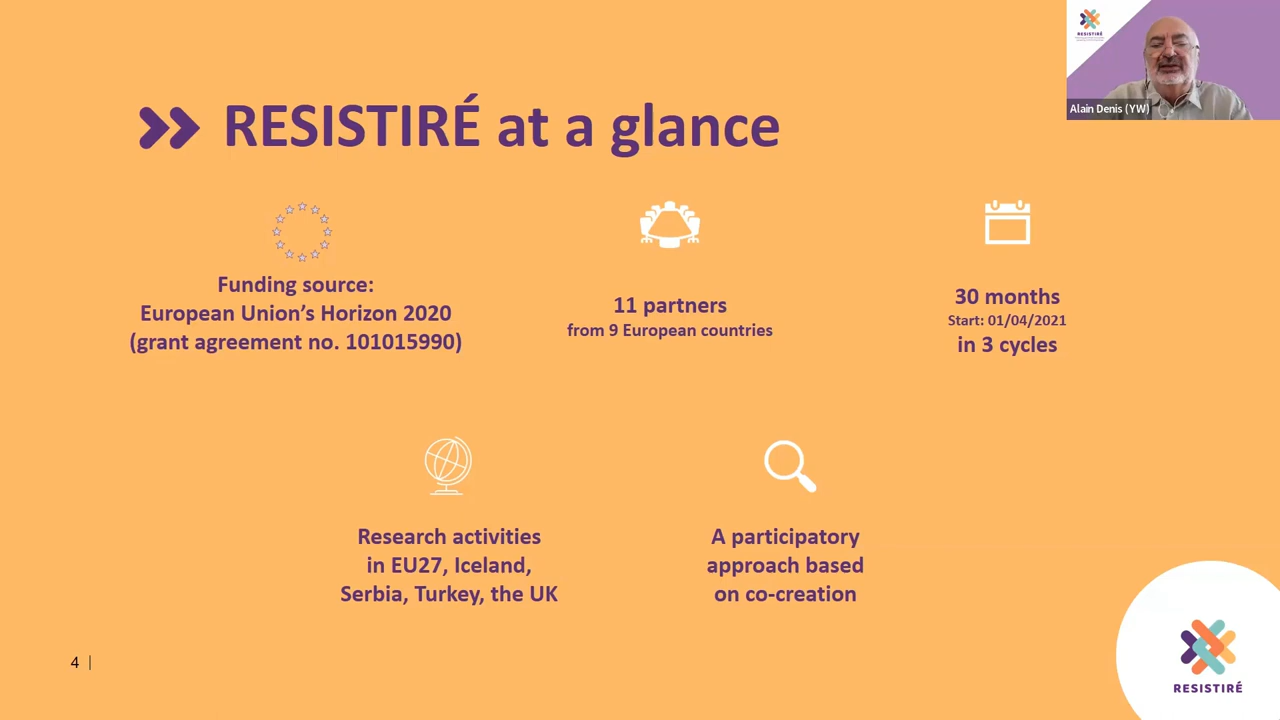 RESISTIRÉ
Alain Denis (YW)
RESISTIRÉ at a glance
Funding source:
European Union’s Horizon 2020
(grant agreement no. 101015990)
11 partners
from 9 European countries
30 months
Start: 01/04/2021
in 3 cycles
Research activities
in EU27, Iceland,
Serbia, Turkey, the UK
A participatory
approach based
on co-creation
4 |
RESISTIRÉ